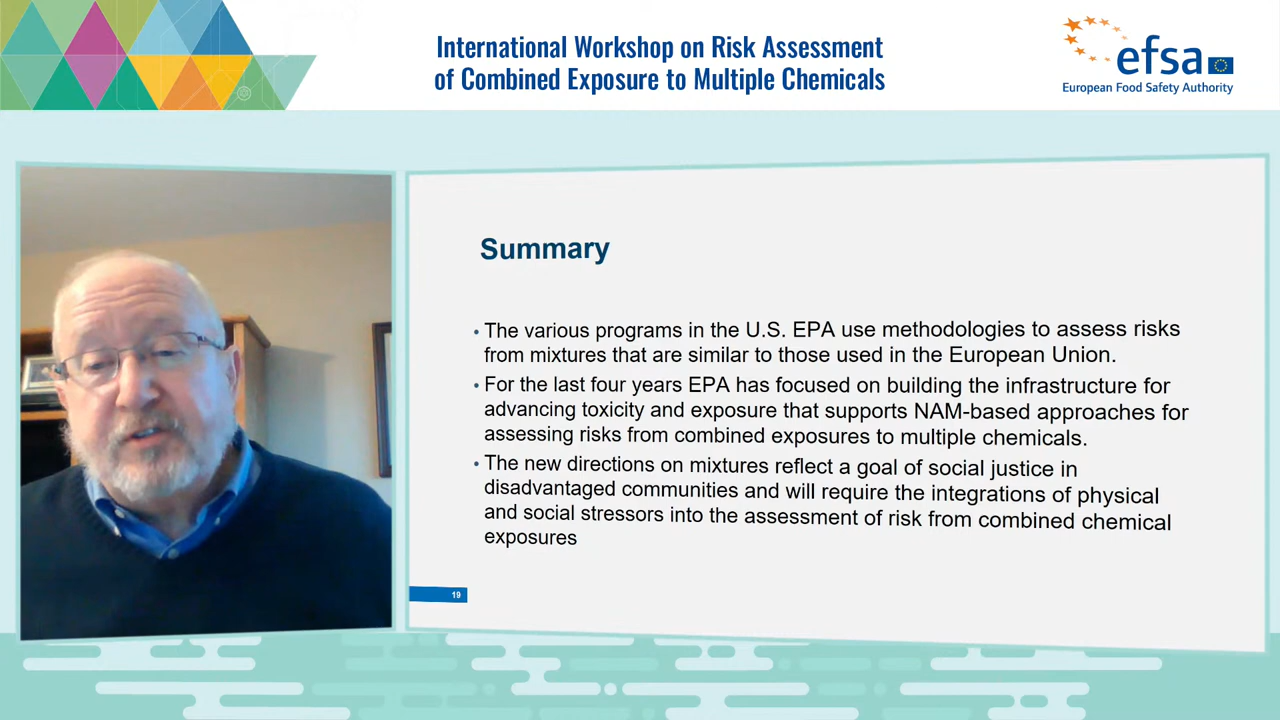 International Workshop on Risk Assessment
of Combined Exposure to Multiple Chemicals
efsa
European Food Safety Authority
Summary
• The various programs in the U.S. EPA use methodologies to assess risks
from mixtures that are similar to those used in the European Union.
• For the last four years EPA has focused on building the infrastructure for
advancing toxicity and exposure that supports NAM-based approaches for
assessing risks from combined exposures to multiple chemicals.
• The new directions on mixtures reflect a goal of social justice in
disadvantaged communities and will require the integrations of physical
and social stressors into the assessment of risk from combined chemical
exposures
19